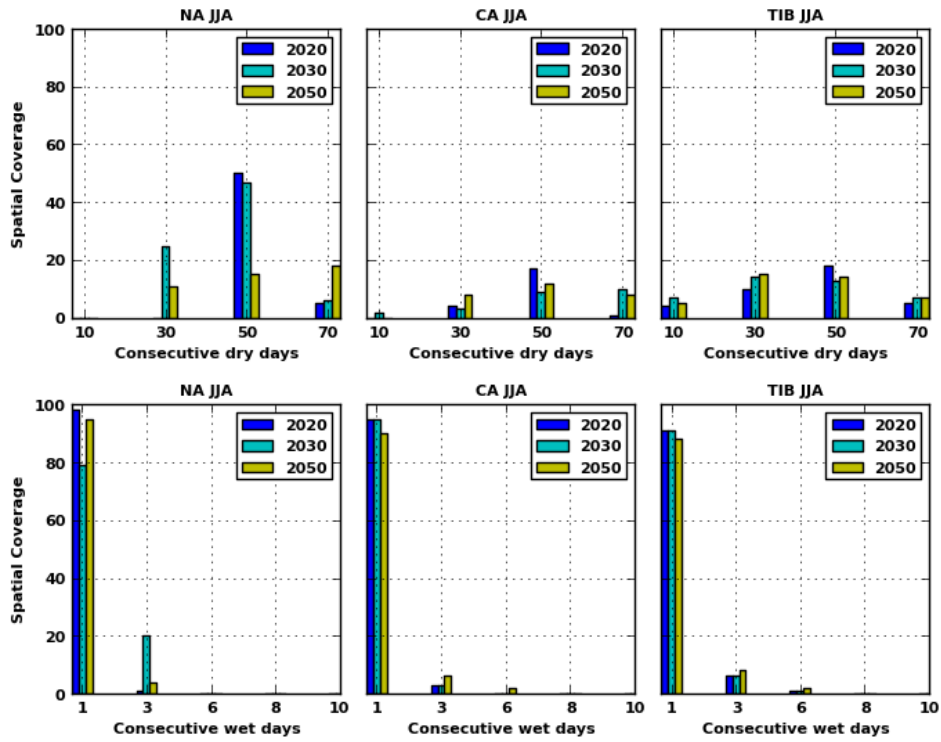 NA JJA
CA JJA
TIB JJA
Spatial Coverage
100
80
60
40
20
0
2020
2030
2050
2020
2030
2050
2020
2030
2050
10 30 50 70
10 30 50 70
10 30 50 70
Consecutive dry days
Consecutive dry days
Consecutive dry days
NA JJA
CA JJA
TIB JJA
Spatial Coverage
100
80
60
40
20
0
2020
2030
2050
2020
2030
2050
2020
2030
2050
1 3 6 8 10
1 3 6 8 10
1 3 6 8 10
Consecutive wet days
Consecutive wet days
Consecutive wet days